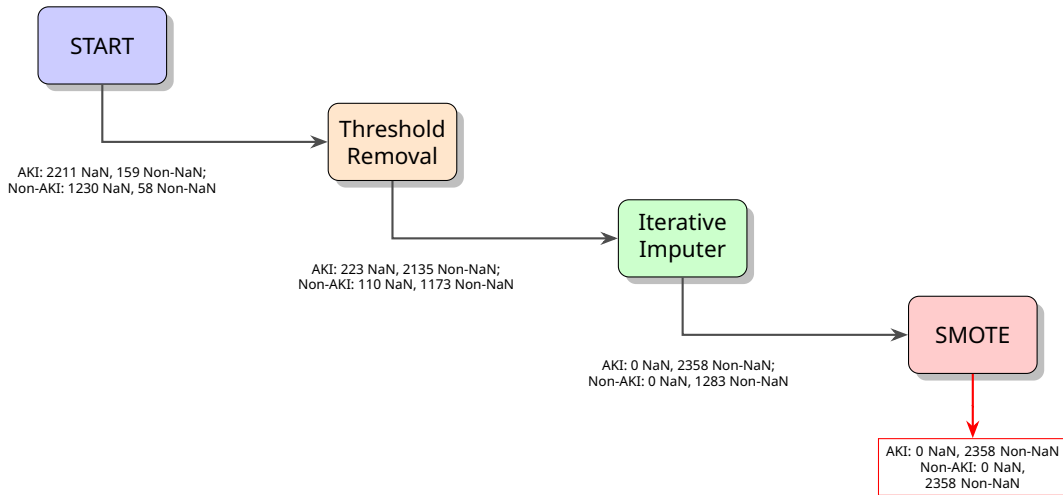 START
AKI: 2211 NaN, 159 Non-NaN;
Non-AKI: 1230 NaN, 58 Non-NaN
Threshold
Removal
AKI: 223 NaN, 2135 Non-NaN;
Non-AKI: 110 NaN, 1173 Non-NaN
Iterative
Imputer
AKI: 0 NaN, 2358 Non-NaN;
Non-AKI: 0 NaN, 1283 Non-NaN
SMOTE
AKI: 0 NaN, 2358 Non-NaN
Non-AKI: 0 NaN,
2358 Non-NaN